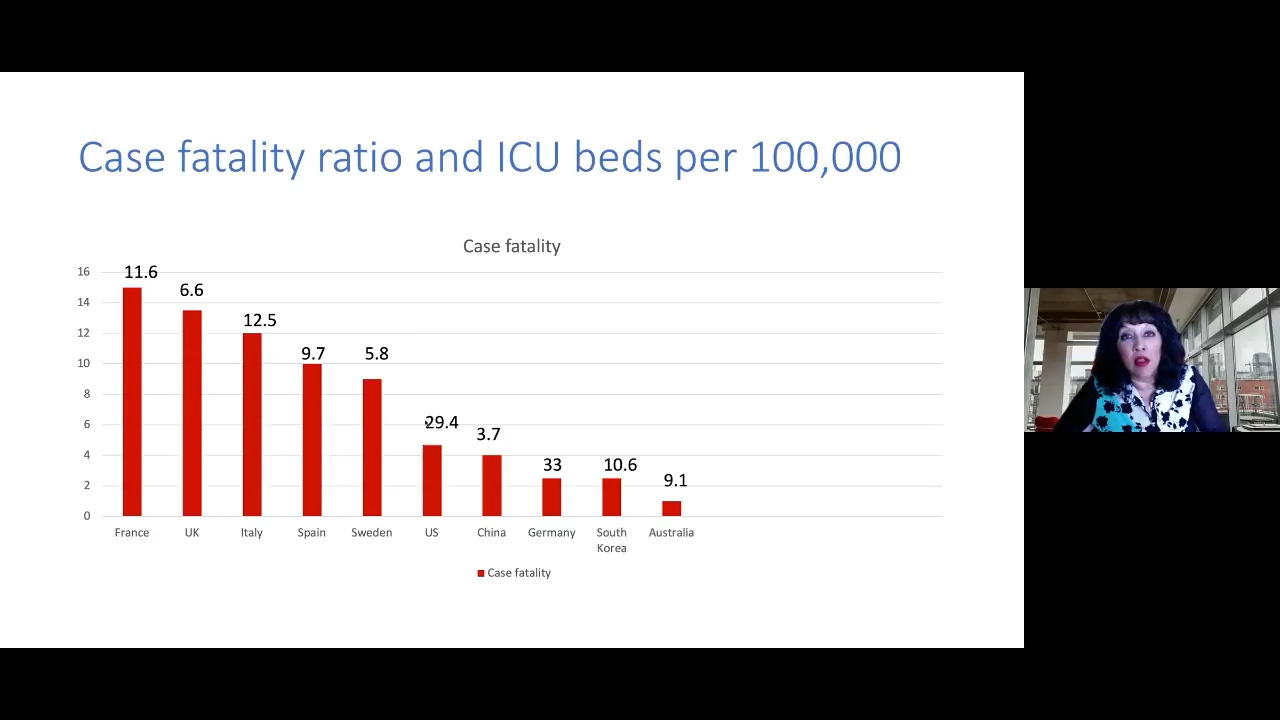 Case fatality ratio and ICU beds per 100,000
Case fatality
16
14
12
10
8
6
4
2
0
11.6
6.6
12.5
9.7
5.8
29.4
3.7
33
10.6
9.1
France
UK
Italy
Spain
Sweden
US
China
Germany
South
Korea
Australia
Case fatality